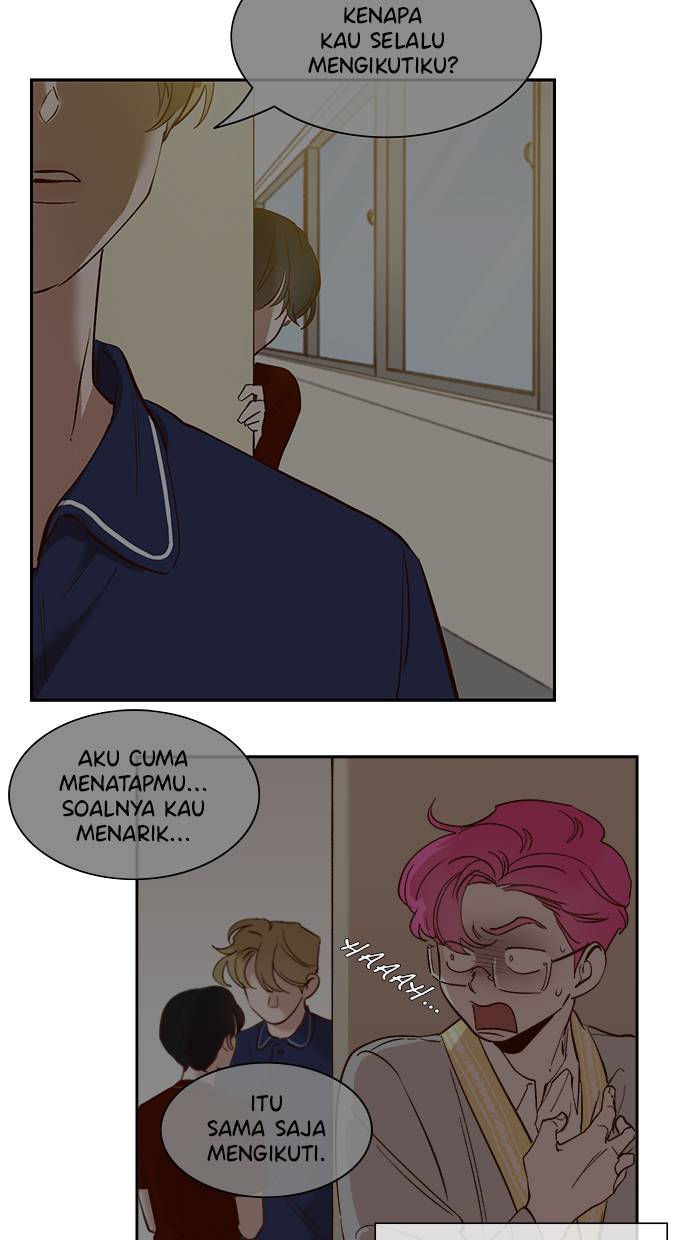 KENAPA
KAU SELALU
MENGIKUTIKU?
AKU CUMA
MENATAPMU...
SOALNYA KAU
MENARIK...
HAAAH...
ITU
SAMA SAJA
MENGIKUTI.